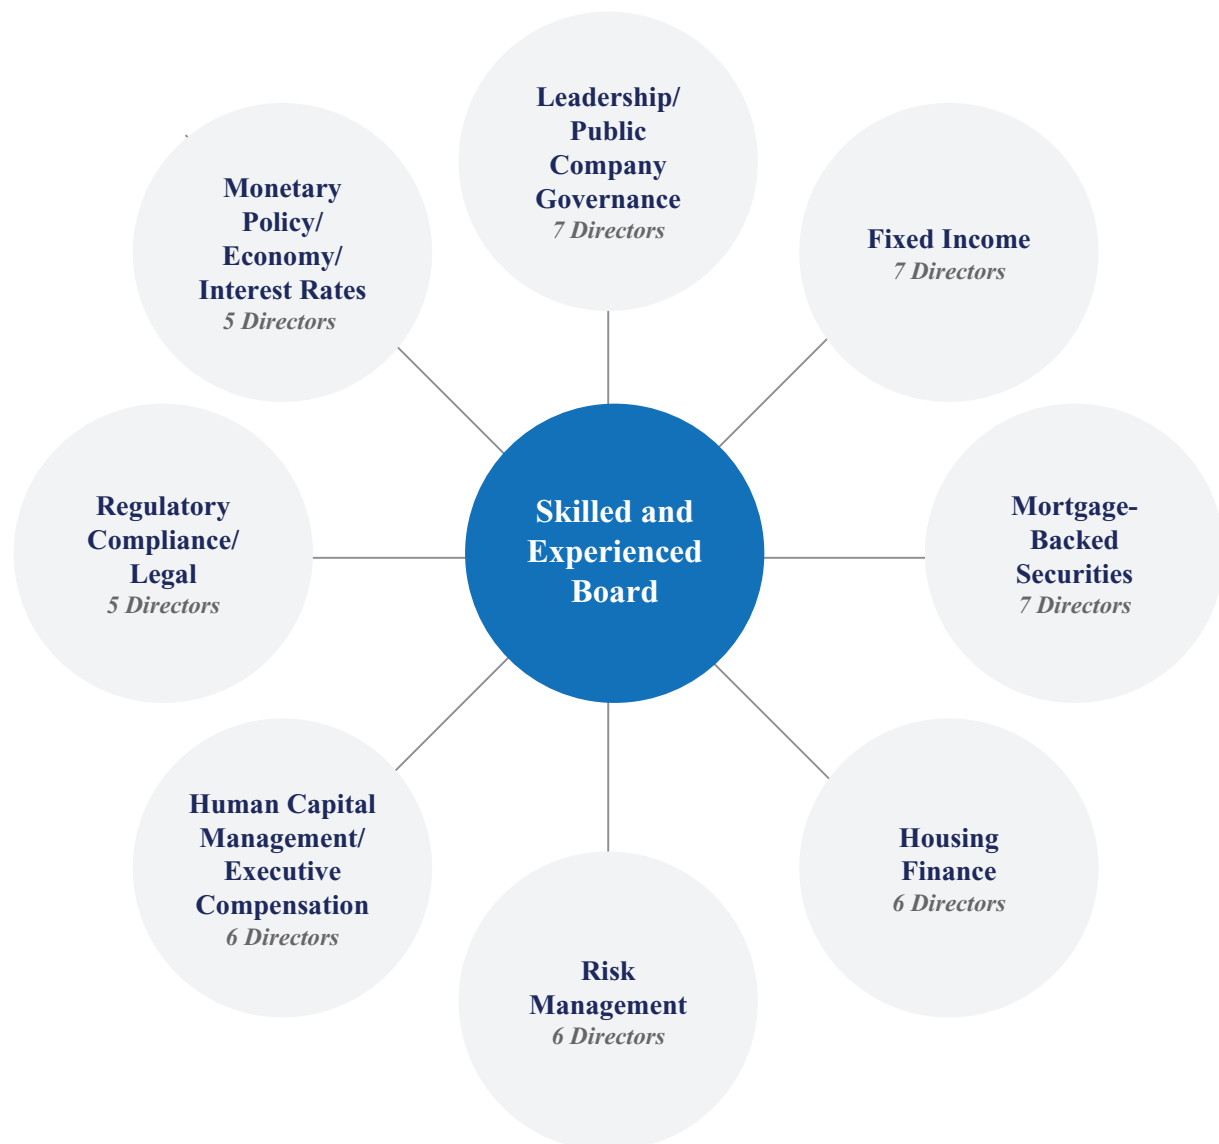 Leadership/
Public
Company
Governance
7 Directors
Monetary
Policy/
Economy/
Interest Rates
5 Directors
Fixed Income
7 Directors
Regulatory
Compliance/
Legal
5 Directors
Skilled and
Experienced
Board
Mortgage-
Backed
Securities
7 Directors
Human Capital
Management/
Executive
Compensation
6 Directors
Housing
Finance
6 Directors
Risk
Management
6 Directors